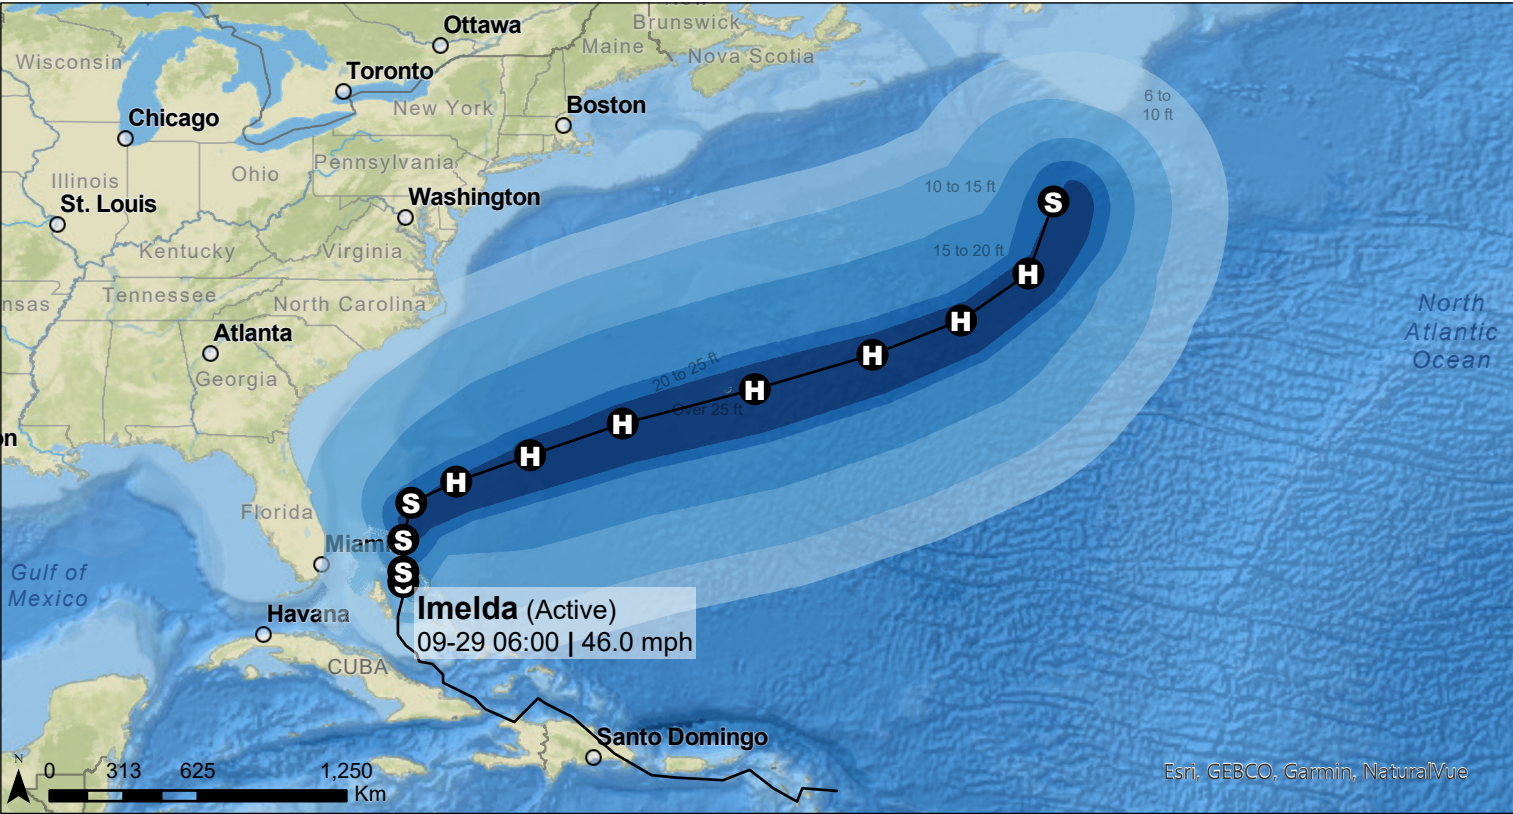 New
Brunswick
Ottawa
Maine
Wisconsin
Nova Scotia
Toronto
6 to
10 ft
New York
Boston
Chicago
Pennsylvania
Ohio
Illinois
10 to 15 ft
Washington
St. Louis
S
Kentucky
Virginia
15 to 20 ft
H
Tennessee
North Carolina
nsas
North
Atlantic
Ocean
H
Atlanta
H
Georgia
20 to 25 ft
H
Over 25 ft
H
on
H
H
S
Florida
S
Miami
Gulf of
Mexico
S
S
Imelda (Active)
09-29 06:00 | 46.0 mph
Havana
CUBA
Santo Domingo
N
0 313 625 1,250
Km
Esri, GEBCO, Garmin, NaturalVue